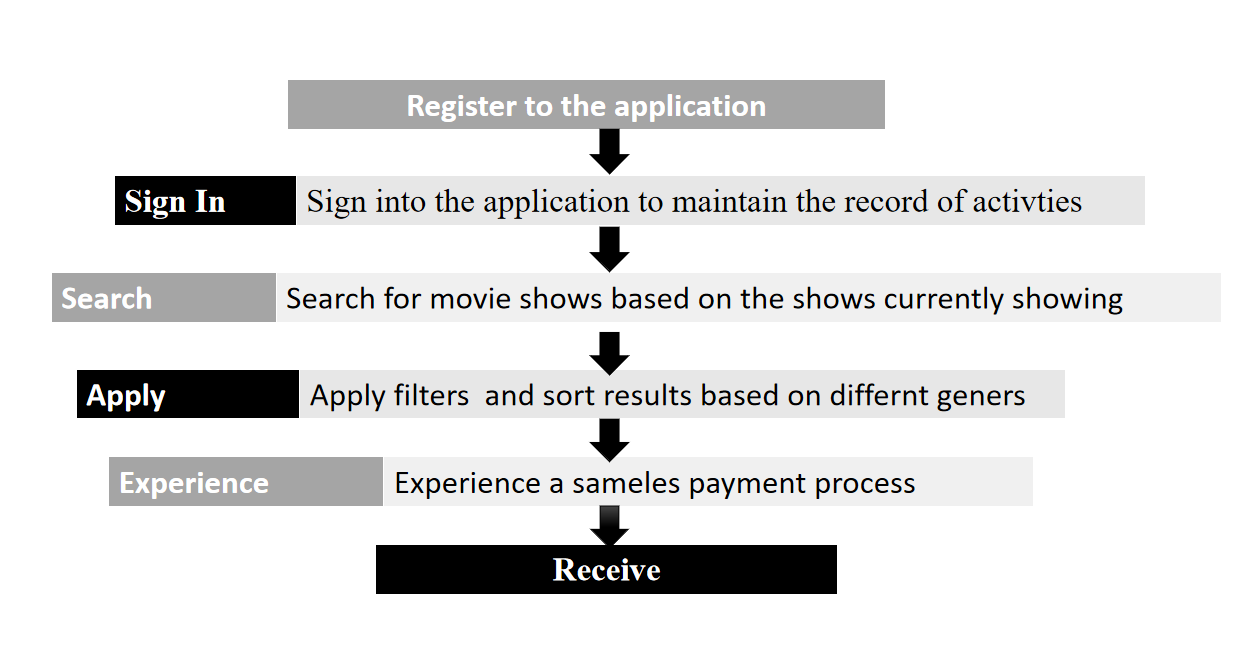 Register to the application
Sign In Sign into the application to maintain the record of activties
Search Search for movie shows based on the shows currently showing
Apply Apply filters  and sort results based on differnt geners
Experience Experience a sameles payment process
Receive